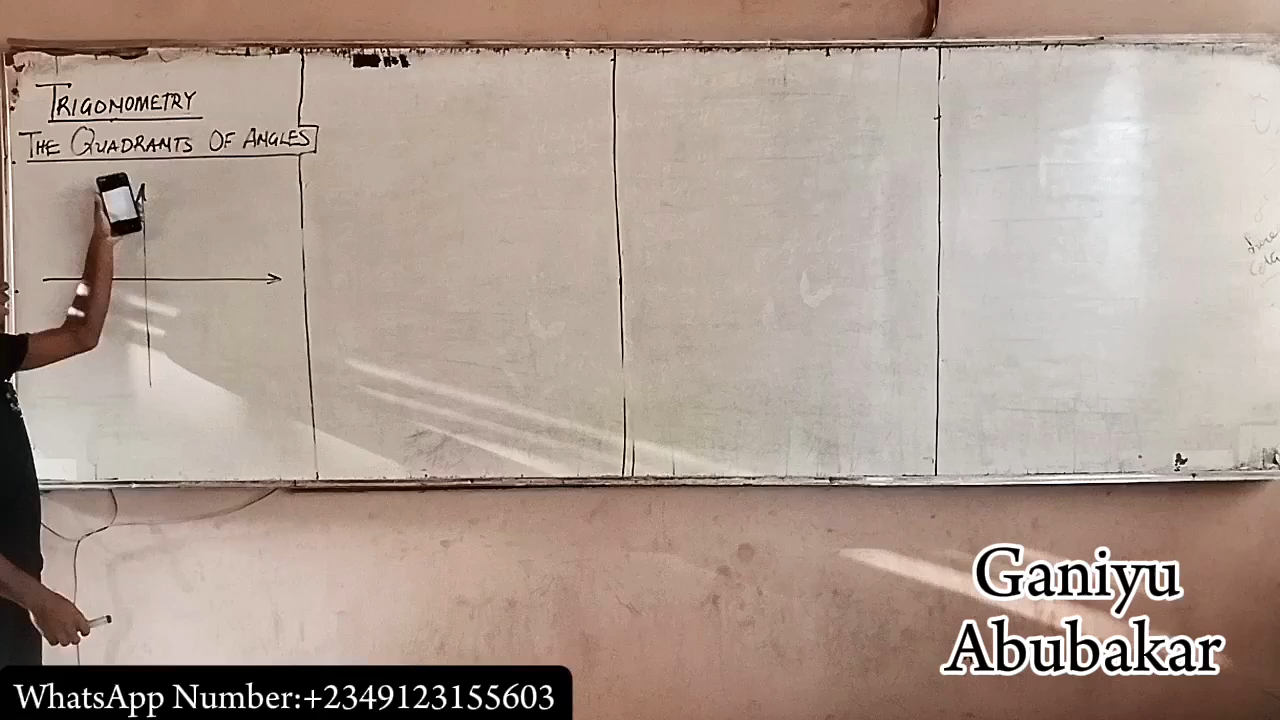 TRIGONOMETRY
THE QUADRANTS OF ANGLES
Ganiyu
Abubakar
WhatsApp Number:+2349123155603